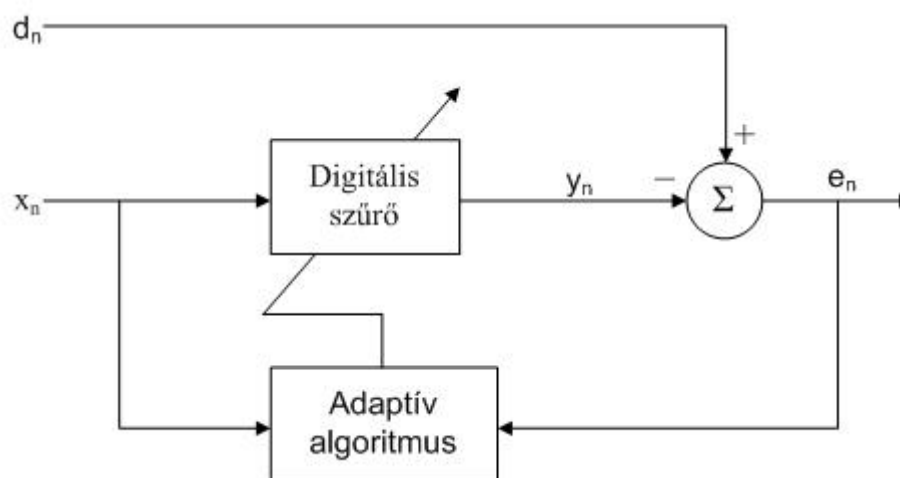 dₙ
+
xₙ
Digitális
szűrő
yₙ
−
Σ
eₙ
Adaptív
algoritmus